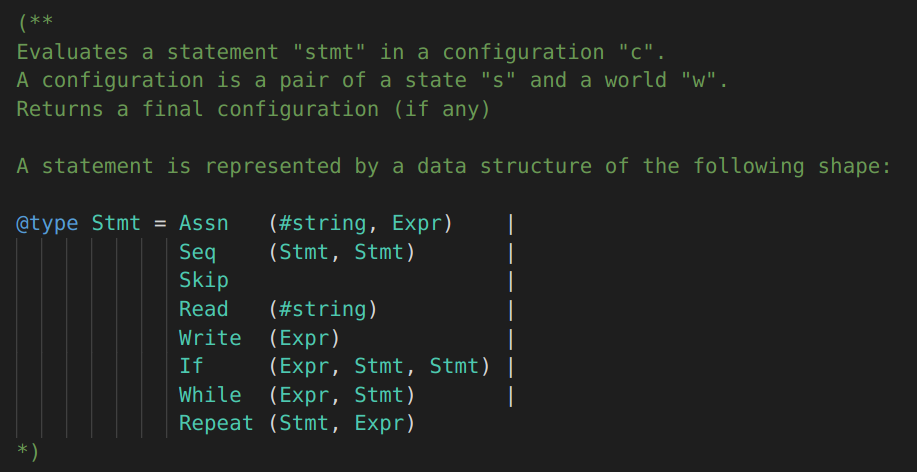 (**
Evaluates a statement "stmt" in a configuration "c".
A configuration is a pair of a state "s" and a world "w".
Returns a final configuration (if any)

A statement is represented by a data structure of the following shape:

@type Stmt = Assn   (#string, Expr)    |
             Seq    (Stmt, Stmt)       |
             Skip                      |
             Read   (#string)          |
             Write  (Expr)             |
             If     (Expr, Stmt, Stmt) |
             While  (Expr, Stmt)       |
             Repeat (Stmt, Expr)
*)